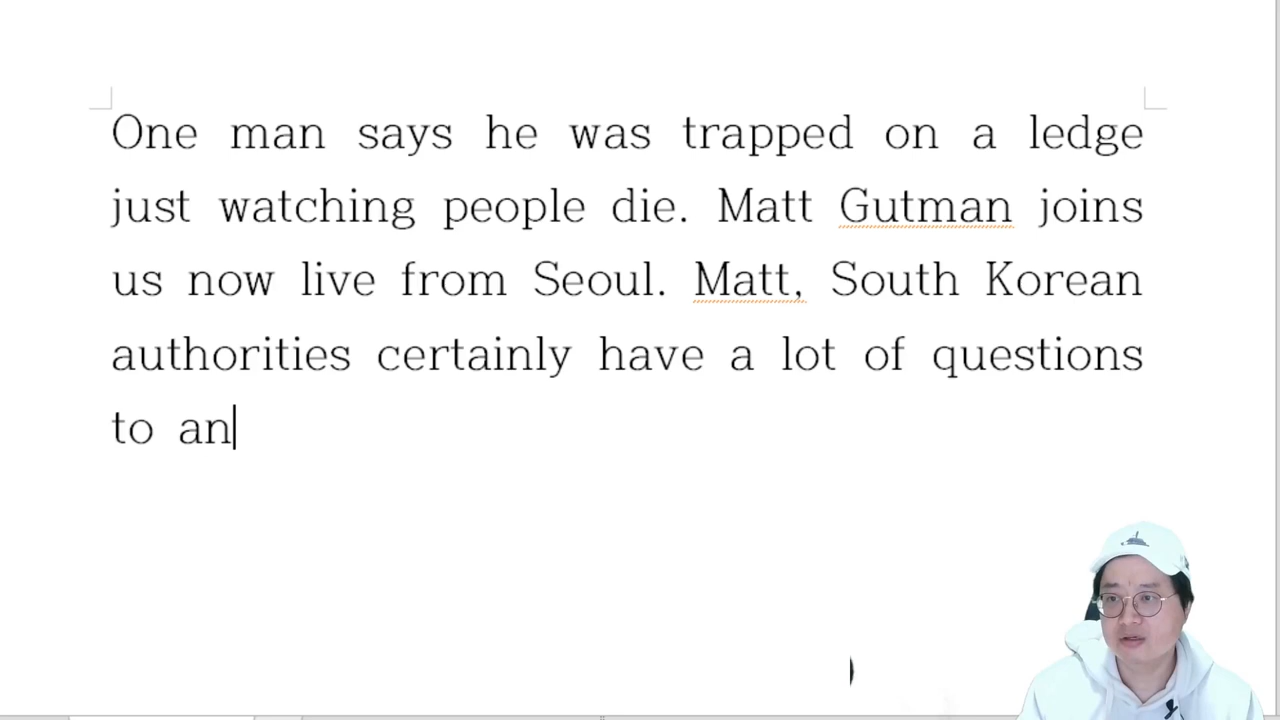 One man says he was trapped on a ledge
just watching people die. Matt Gutman joins
us now live from Seoul. Matt, South Korean
authorities certainly have a lot of questions
to an